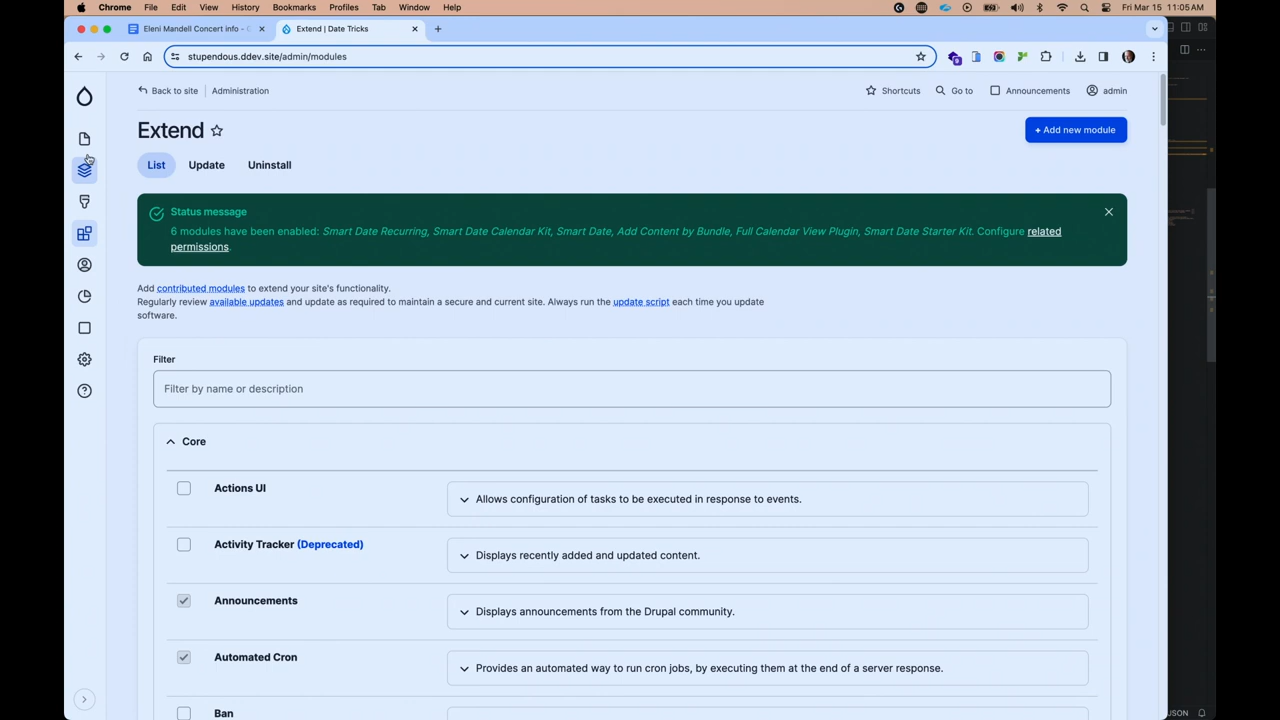 Chrome File Edit View History Bookmarks Profiles Tab Window Help Fri Mar 15 11:05 AM
Eleni Mandell Concert info - G Extend | Date Tricks
stupendous.ddev.site/admin/modules
Back to site Administration Shortcuts Go to Announcements admin
Extend
+ Add new module
List Update Uninstall
Status message
6 modules have been enabled: Smart Date Recurring, Smart Date Calendar Kit, Smart Date, Add Content by Bundle, Full Calendar View Plugin, Smart Date Starter Kit. Configure related
permissions.
Add contributed modules to extend your site's functionality.
Regularly review available updates and update as required to maintain a secure and current site. Always run the update script each time you update
software.
Filter
Filter by name or description
Core
Actions UI Allows configuration of tasks to be executed in response to events.
Activity Tracker (Deprecated) Displays recently added and updated content.
Announcements Displays announcements from the Drupal community.
Automated Cron Provides an automated way to run cron jobs, by executing them at the end of a server response.
Ban
JSON